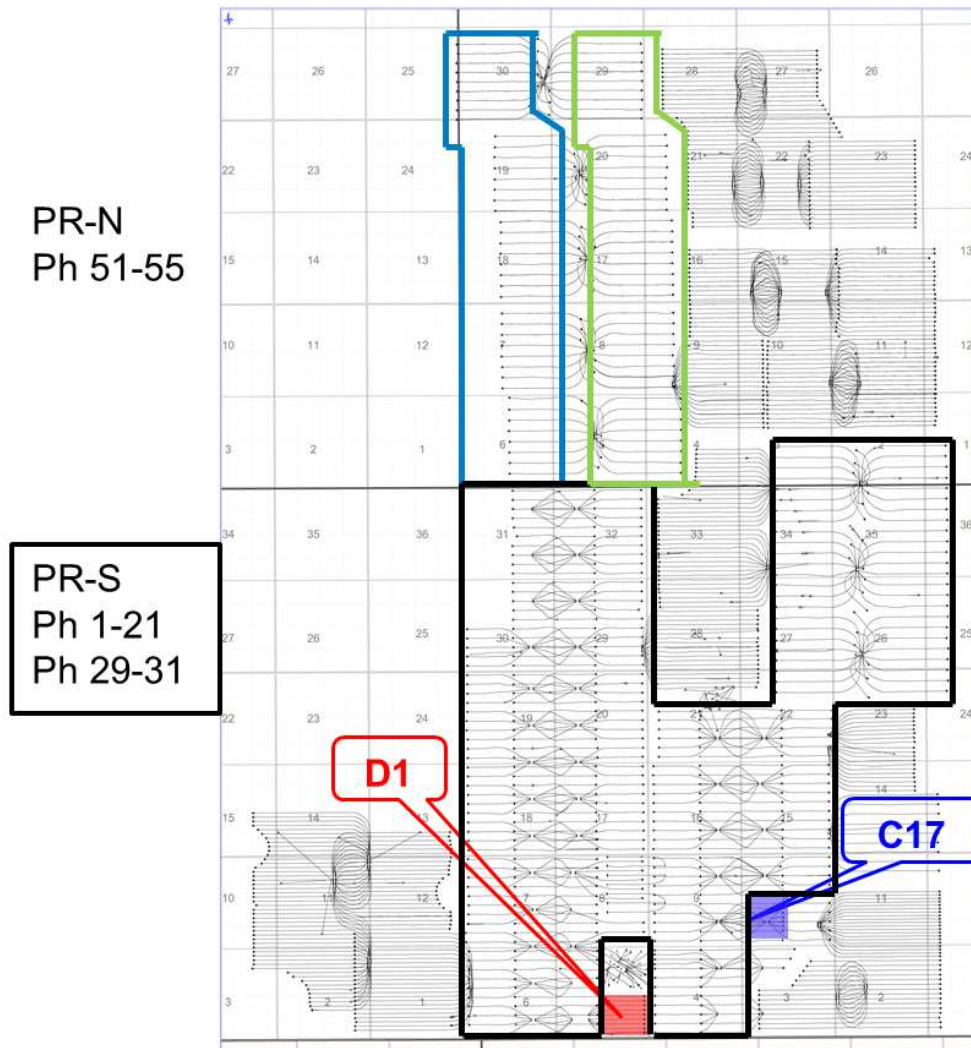 27 26 25 30 29 28 27 26
22 23 24 19 20 21 22 23 24
PR-N
Ph 51-55
15 14 13 18 17 16 15 14 13
10 11 12 7 8 9 10 11 12
3 2 1 6 4 2 1
34 35 36 31 32 33 34 35 36
PR-S
Ph 1-21
Ph 29-31
27 26 25 30 29 28 27 26 25
22 23 24 19 20 21 22 23 24
D1
15 14 13 18 17 16 15 14
C17
10 11 12 8 9 11
3 2 1 6 4 3 2